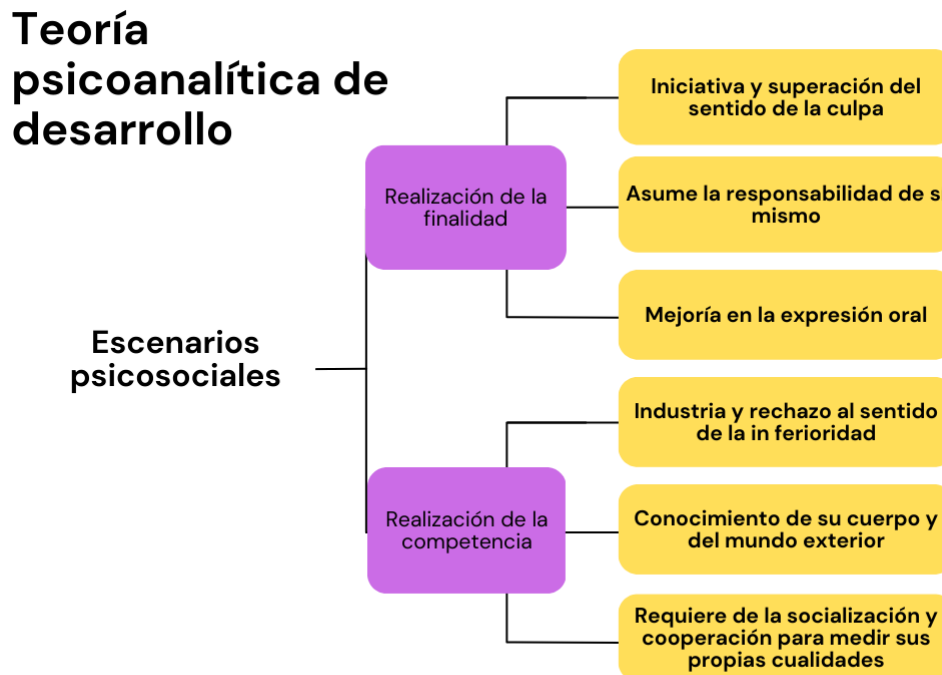 Teoría
psicoanalítica de
desarrollo
Escenarios
psicosociales
Realización de la
finalidad
Iniciativa y superación del
sentido de la culpa
Asume la responsabilidad de s
mismo
Mejoría en la expresión oral
Realización de la
competencia
Industria y rechazo al sentido
de la in ferioridad
Conocimiento de su cuerpo y
del mundo exterior
Requiere de la socialización y
cooperación para medir sus
propias cualidades